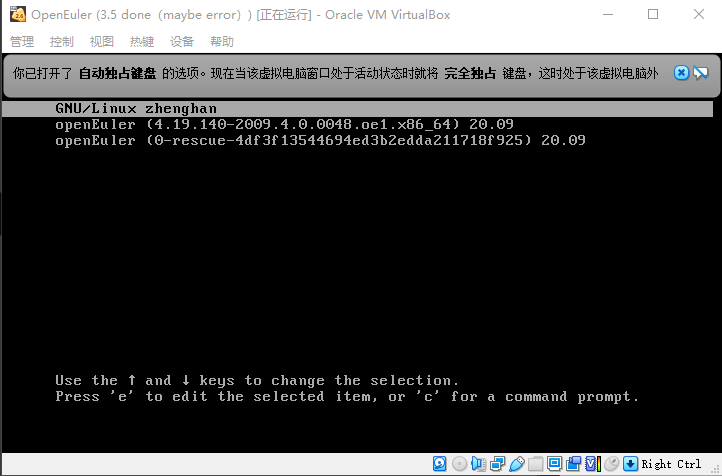 OpenEuler (3.5 done（maybe error）) [正在运行] - Oracle VM VirtualBox
管理 控制 视图 热键 设备 帮助
你已打开了 自动独占键盘 的选项。现在当该虚拟电脑窗口处于活动状态时就将 完全独占 键盘，这时处于该虚拟电脑外
GNU/Linux zhenghan
openEuler (4.19.140-2009.4.0.0048.oe1.x86_64) 20.09
openEuler (0-rescue-4df3f13544694ed3b2edda211718f925) 20.09
Use the ↑ and ↓ keys to change the selection.
Press 'e' to edit the selected item, or 'c' for a command prompt.
Right Ctrl